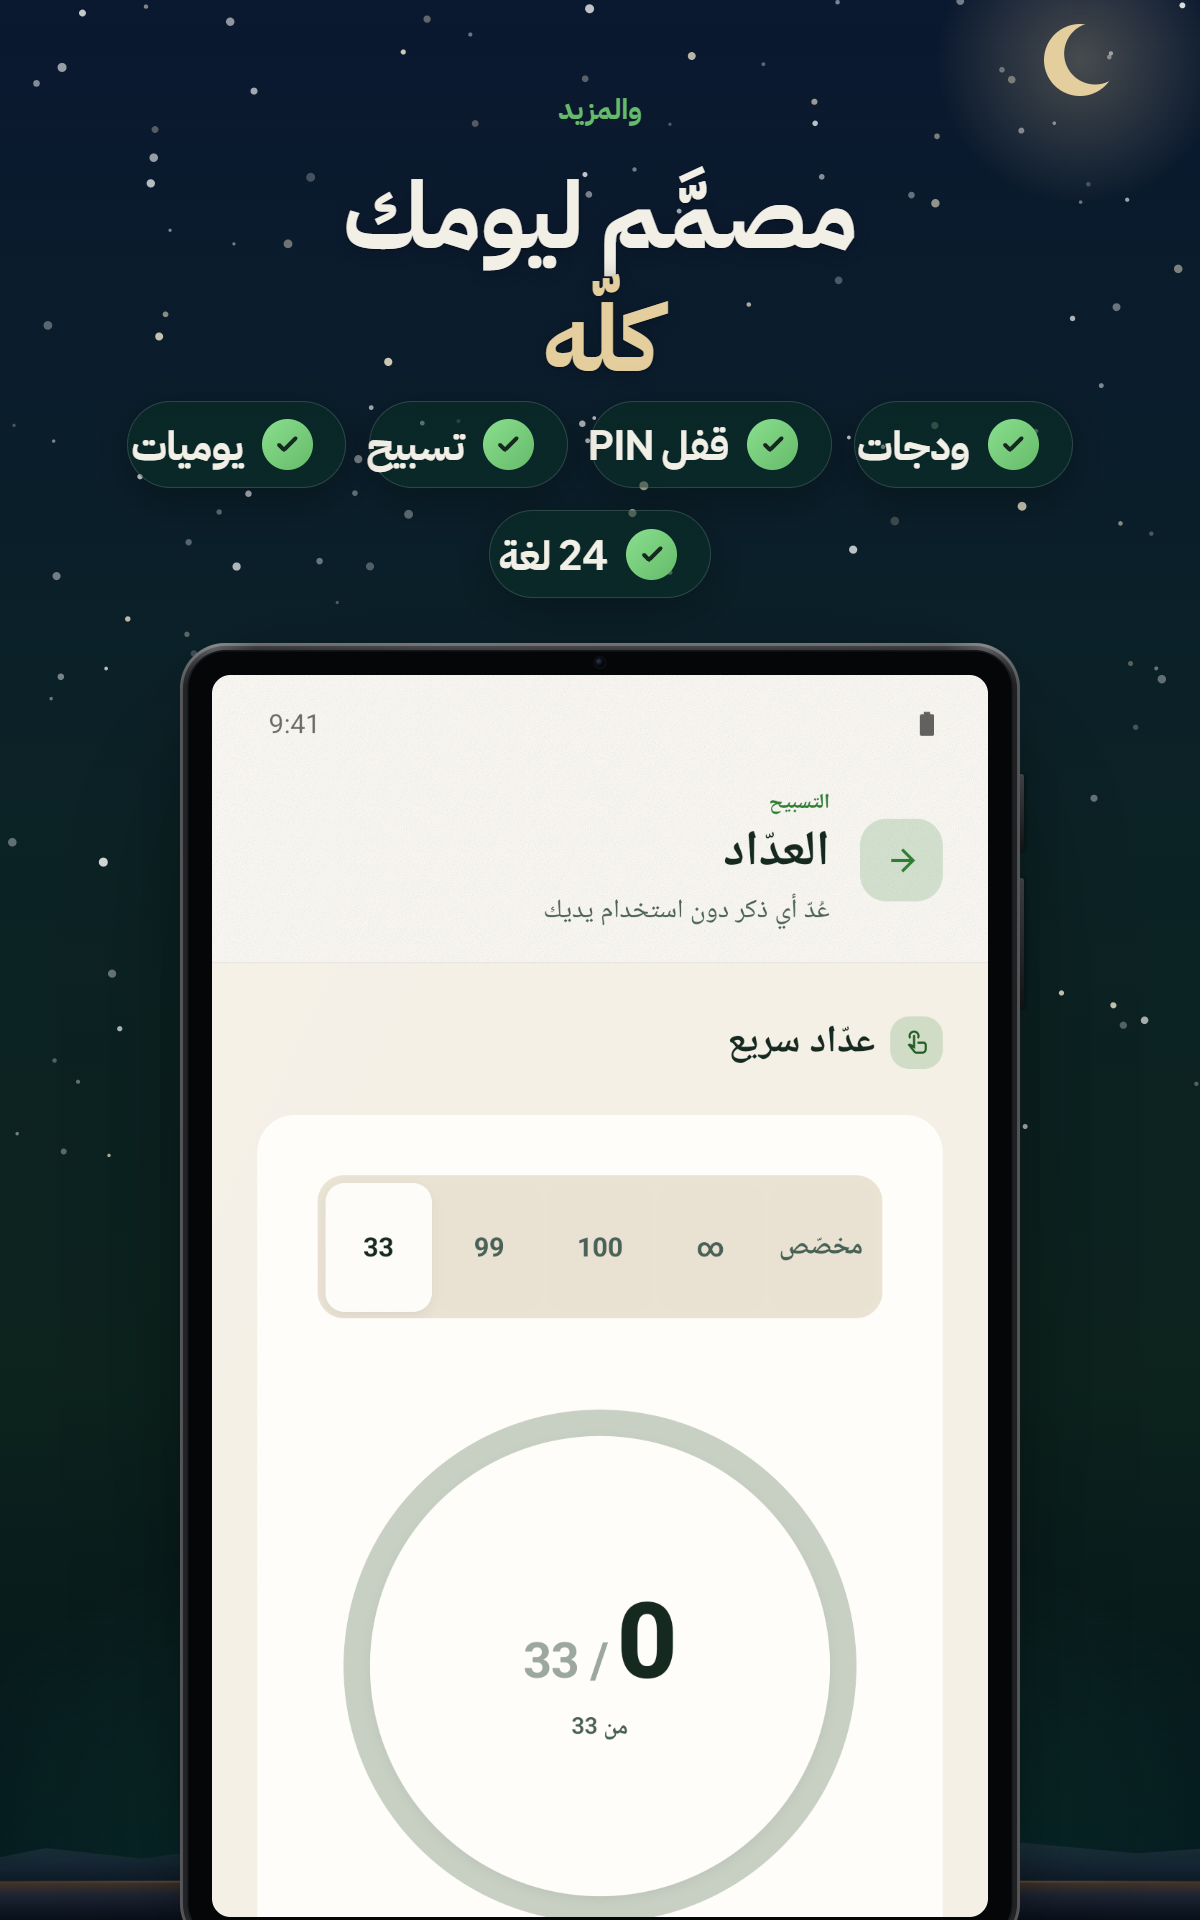 والمزيد
مصمَّم ليومك
كلّه
ودجات
قفل PIN
تسبيح
يوميات
24 لغة
9:41
التسبيح
العدّاد
عُدّ أي ذكر دون استخدام يديك
عدّاد سريع
مخصّص
∞
100
99
33
0 / 33
من 33